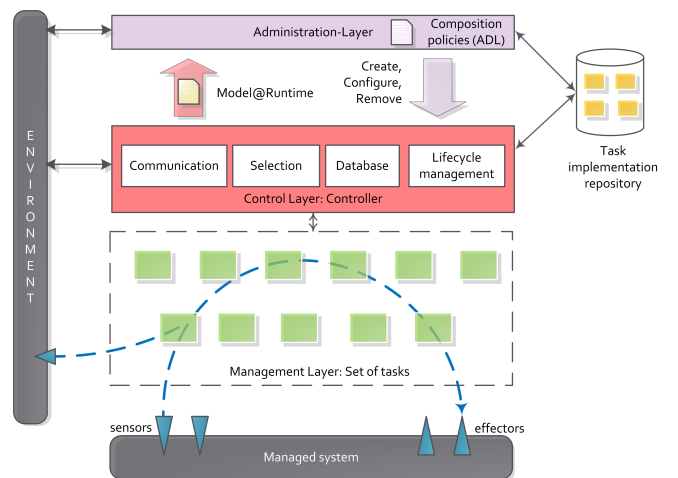 Administration-Layer
Composition
policies (ADL)
Create,
Configure,
Remove
Model@Runtime
Communication
Selection
Database
Lifecycle
management
Control Layer: Controller
Task
implementation
repository
ENVIRONMENT
Management Layer: Set of tasks
sensors
effectors
Managed system